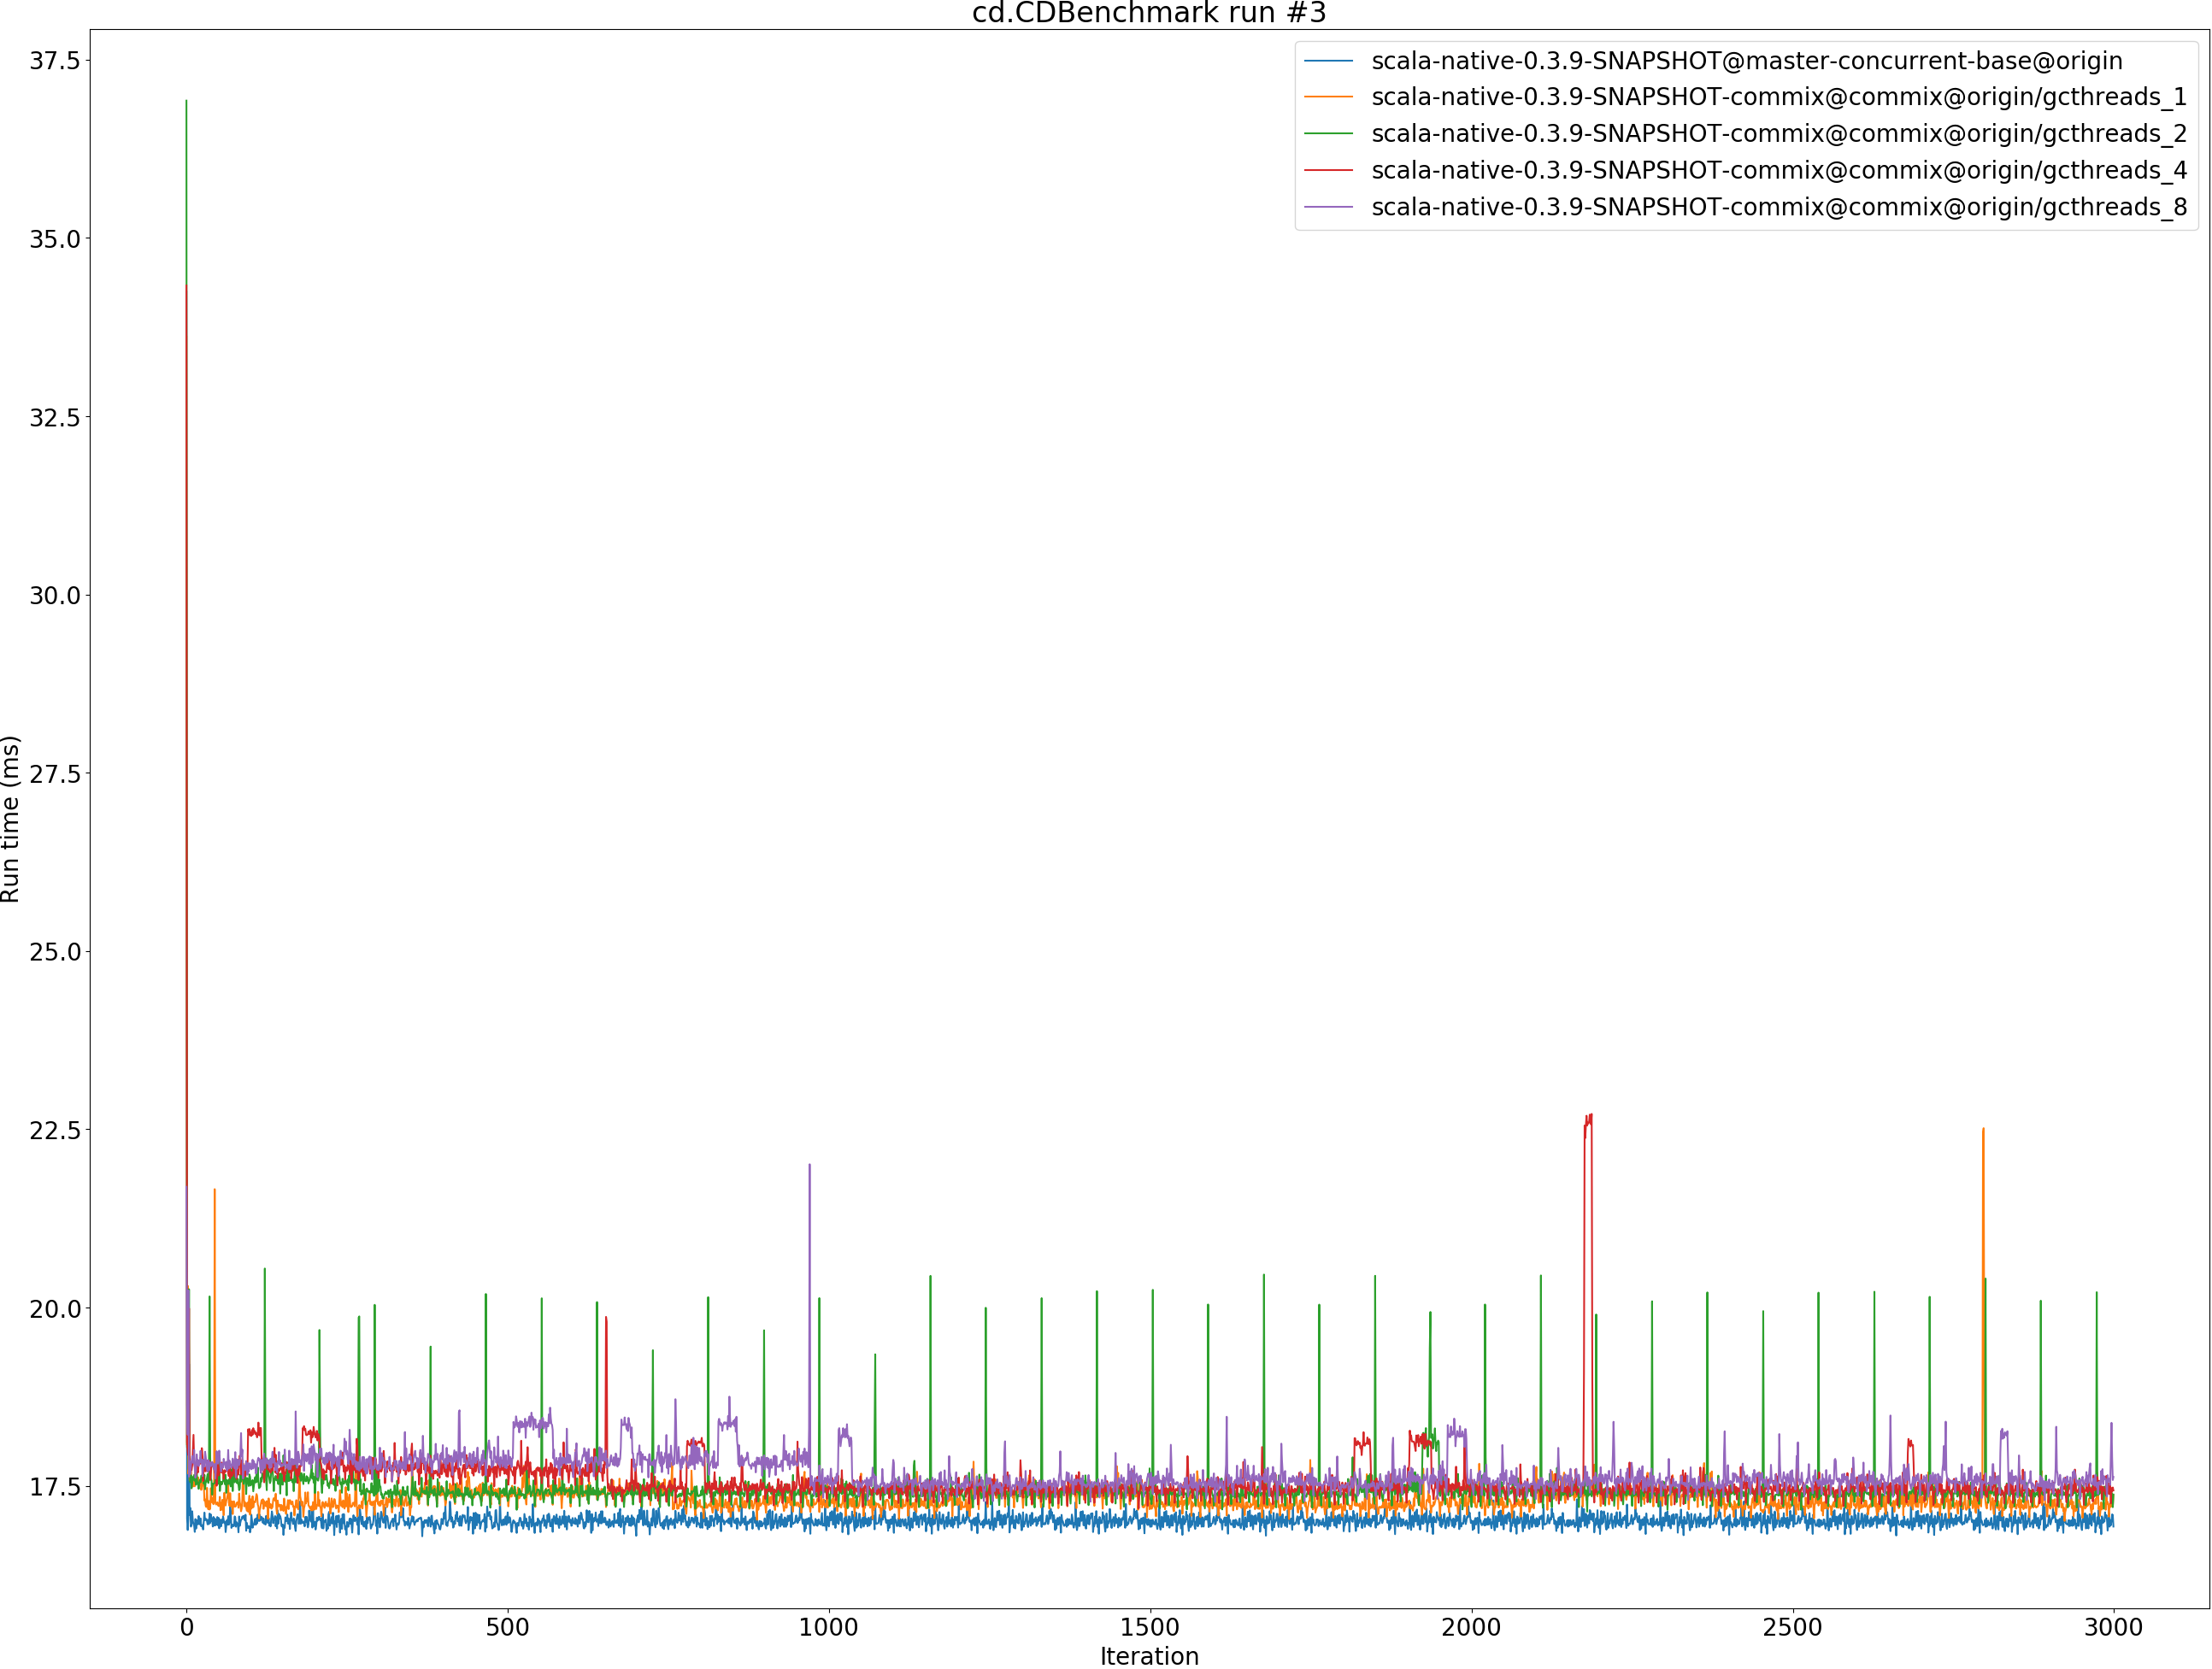 cd.CDBenchmark run #3
scala-native-0.3.9-SNAPSHOT@master-concurrent-base@origin
scala-native-0.3.9-SNAPSHOT-commix@commix@origin/gcthreads_1
scala-native-0.3.9-SNAPSHOT-commix@commix@origin/gcthreads_2
scala-native-0.3.9-SNAPSHOT-commix@commix@origin/gcthreads_4
scala-native-0.3.9-SNAPSHOT-commix@commix@origin/gcthreads_8
Run time (ms)
37.5
35.0
32.5
30.0
27.5
25.0
22.5
20.0
17.5
0
500
1000
1500
2000
2500
3000
Iteration